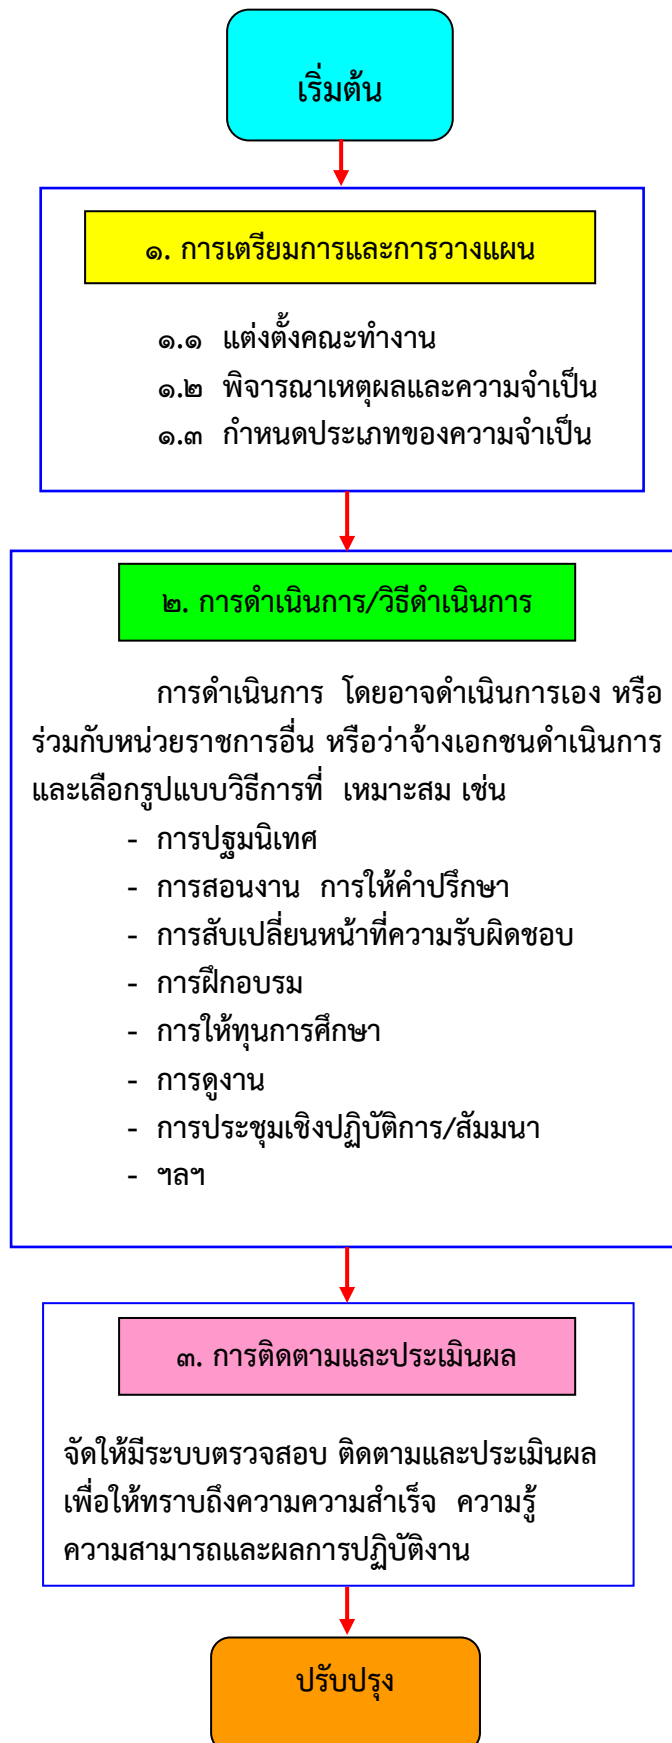 เริ่มต้น
๑. การเตรียมการและการวางแผน
๑.๑ แต่งตั้งคณะทำงาน
๑.๒ พิจารณาเหตุผลและความจำเป็น
๑.๓ กำหนดประเภทของความจำเป็น
๒. การดำเนินการ/วิธีดำเนินการ
การดำเนินการ โดยอาจดำเนินการเอง หรือ
ร่วมกับหน่วยราชการอื่น หรือว่าจ้างเอกชนดำเนินการ
และเลือกรูปแบบวิธีการที่ เหมาะสม เช่น
- การปฐมนิเทศ
- การสอนงาน การให้คำปรึกษา
- การสับเปลี่ยนหน้าที่ความรับผิดชอบ
- การฝึกอบรม
- การให้ทุนการศึกษา
- การดูงาน
- การประชุมเชิงปฏิบัติการ/สัมมนา
- ฯลฯ
๓. การติดตามและประเมินผล
จัดให้มีระบบตรวจสอบ ติดตามและประเมินผล
เพื่อให้ทราบถึงความความสำเร็จ ความรู้
ความสามารถและผลการปฏิบัติงาน
ปรับปรุง